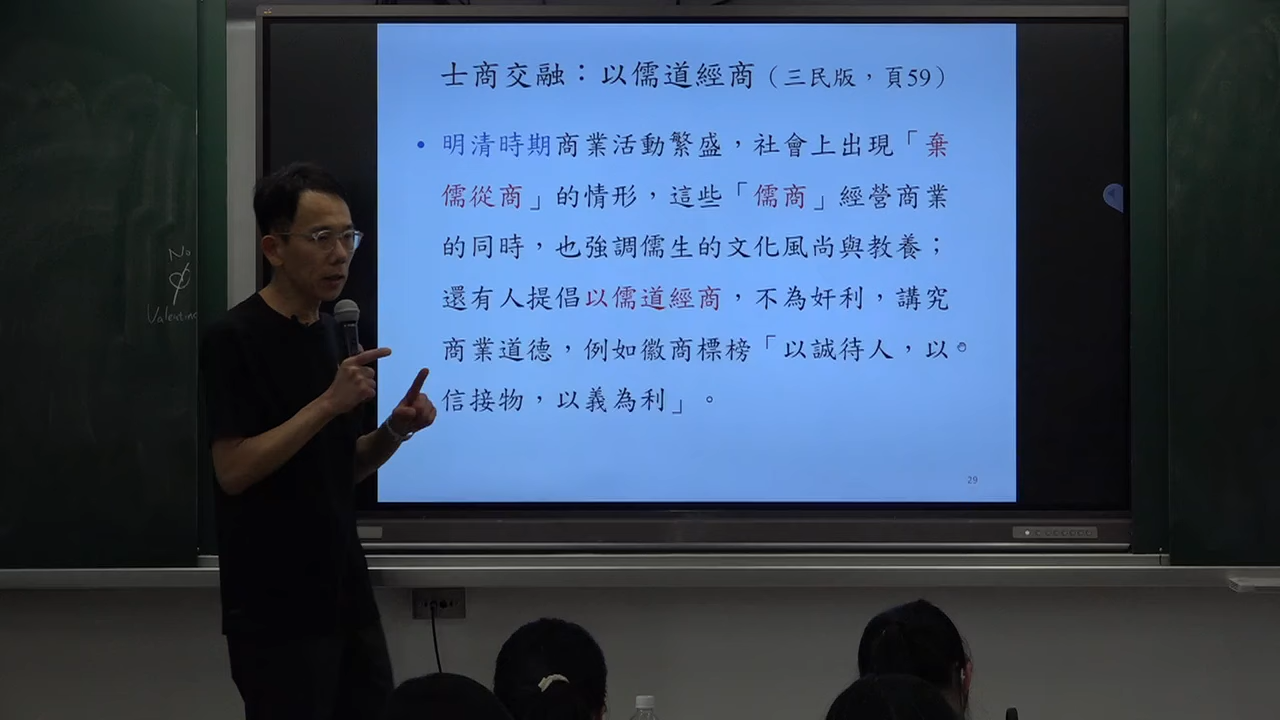 士商交融：以儒道經商（三民版，頁59）
• 明清時期商業活動繁盛，社會上出現「棄
儒從商」的情形，這些「儒商」經營商業
的同時，也強調儒生的文化風尚與教養；
還有人提倡以儒道經商，不為奸利，講究
商業道德，例如徽商標榜「以誠待人，以
信接物，以義為利」。
29
No
Valentine